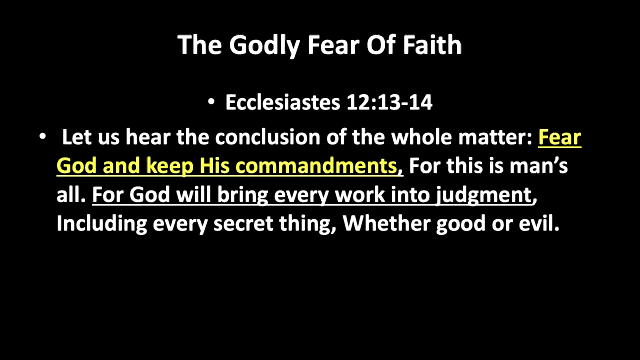 The Godly Fear Of Faith
• Ecclesiastes 12:13-14
• Let us hear the conclusion of the whole matter: Fear
God and keep His commandments, For this is man's
all. For God will bring every work into judgment,
Including every secret thing, Whether good or evil.